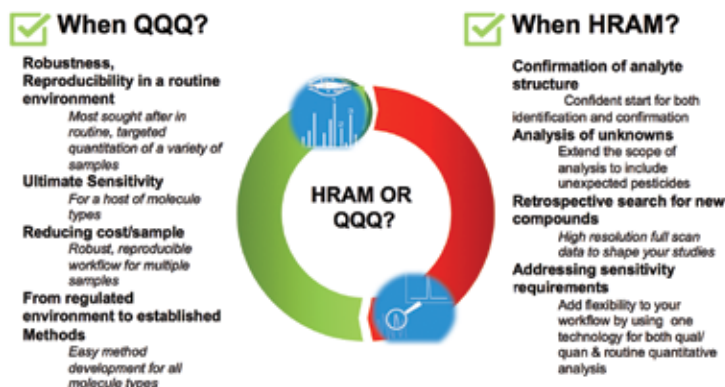 When QQQ?
Robustness,
Reproducibility in a routine
environment
Most sought after in
routine, targeted
quantitation of a variety of
samples
Ultimate Sensitivity
For a host of molecule
types
Reducing cost/sample
Robust, reproducible
workflow for multiple
samples
From regulated
environment to established
Methods
Easy method
development for all
molecule types
HRAM OR
QQQ?
When HRAM?
Confirmation of analyte
structure
Confident start for both
identification and confirmation
Analysis of unknowns
Extend the scope of
analysis to include
unexpected pesticides
Retrospective search for new
compounds
High resolution full scan
data to shape your studies
Addressing sensitivity
requirements
Add flexibility to your
workflow by using one
technology for both qual/
quan & routine quantitative
analysis